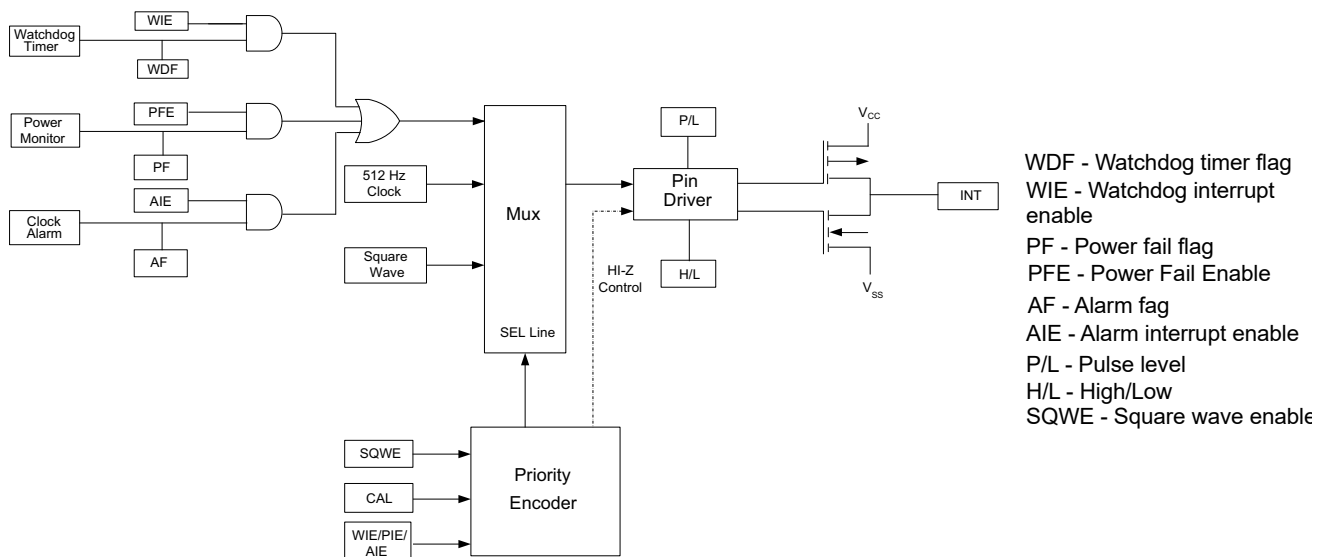 WIE
Watchdog
Timer
WDF
PFE
Power
Monitor
PF
AIE
Clock
Alarm
AF
512 Hz
Clock
Square
Wave
Mux
SEL Line
P/L
Pin
Driver
H/L
HI-Z
Control
VCC
VSS
INT
SQWE
CAL
WIE/PIE/
AIE
Priority
Encoder
WDF - Watchdog timer flag
WIE - Watchdog interrupt
enable
PF - Power fail flag
PFE - Power Fail Enable
AF - Alarm fag
AIE - Alarm interrupt enable
P/L - Pulse level
H/L - High/Low
SQWE - Square wave enable